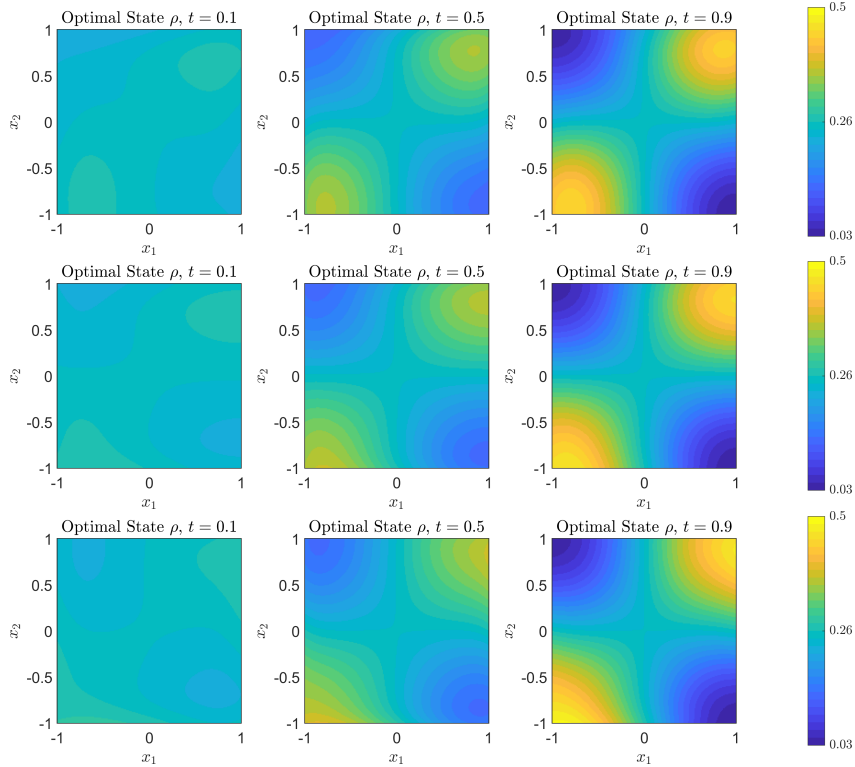 Optimal State ρ, t = 0.1 Optimal State ρ, t = 0.5 Optimal State ρ, t = 0.9
1 1 1 0.5
0.5 0.5 0.5
x₂ 0 x₂ 0 x₂ 0 0.26
-0.5 -0.5 -0.5
-1 -1 -1 0.03
-1 0 1 -1 0 1 -1 0 1
x₁ x₁ x₁
Optimal State ρ, t = 0.1 Optimal State ρ, t = 0.5 Optimal State ρ, t = 0.9
1 1 1 0.5
0.5 0.5 0.5
x₂ 0 x₂ 0 x₂ 0 0.26
-0.5 -0.5 -0.5
-1 -1 -1 0.03
-1 0 1 -1 0 1 -1 0 1
x₁ x₁ x₁
Optimal State ρ, t = 0.1 Optimal State ρ, t = 0.5 Optimal State ρ, t = 0.9
1 1 1 0.5
0.5 0.5 0.5
x₂ 0 x₂ 0 x₂ 0 0.26
-0.5 -0.5 -0.5
-1 -1 -1 0.03
-1 0 1 -1 0 1 -1 0 1
x₁ x₁ x₁